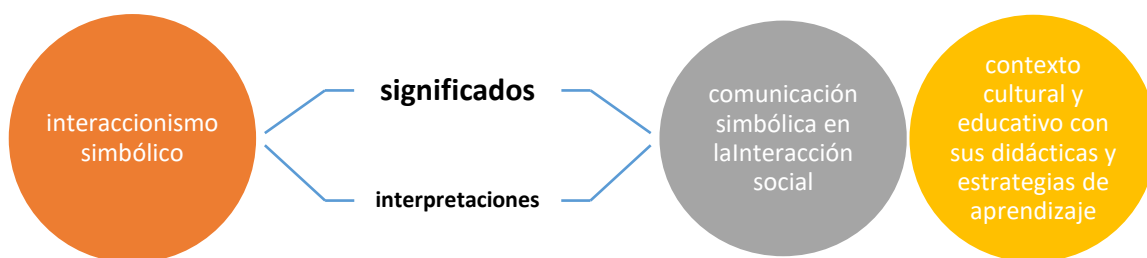 interaccionismo
simbólico
significados
interpretaciones
comunicación
simbólica en
laInteracción
social
contexto
cultural y
educativo con
sus didácticas y
estrategias de
aprendizaje